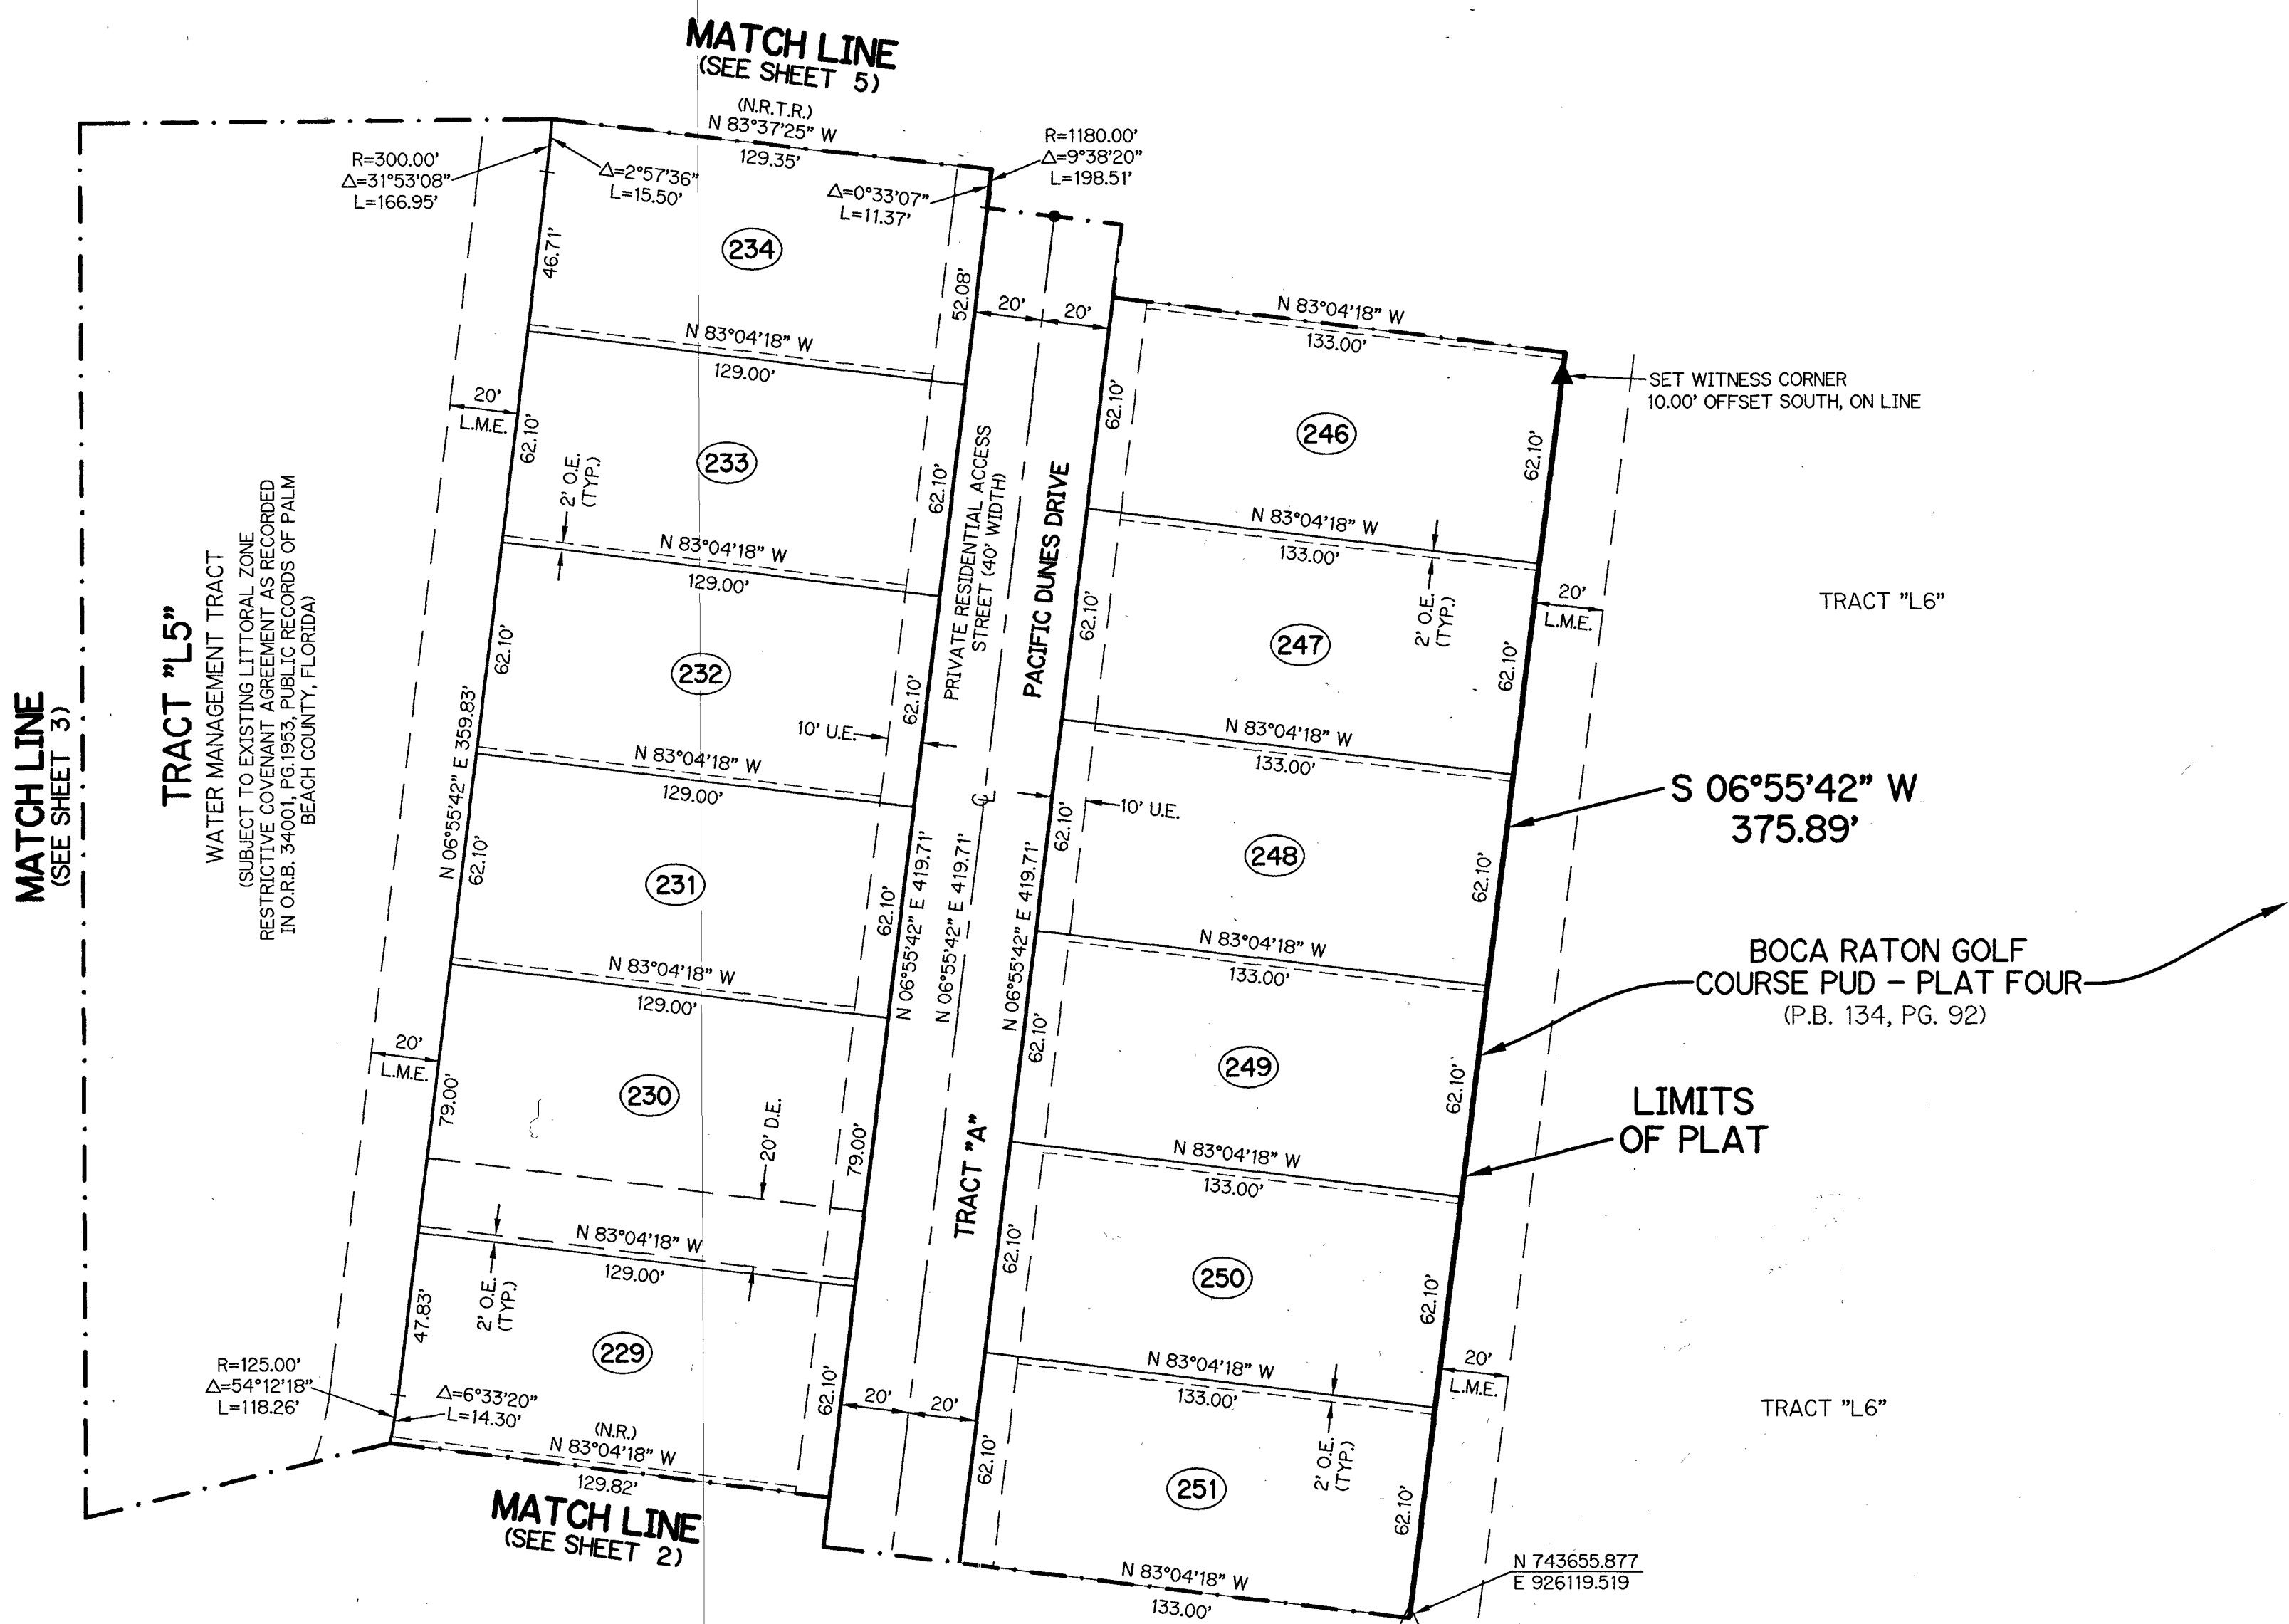 MATCH LINE
(SEE SHEET 5)
(N.R.T.R.)
N 83°37'25" W
129.35'
R=1180.00'
Δ=9°38'20"
L=198.51'
R=300.00'
Δ=31°53'08"
L=166.95'
Δ=2°57'36"
L=15.50'
Δ=0°33'07"
L=11.37'
234
46.71'
52.08'
20'
20'
N 83°04'18" W
129.00'
20'
L.M.E.
62.10'
233
2' O.E.
(TYP.)
62.10'
N 83°04'18" W
129.00'
62.10'
232
62.10'
10' U.E.
N 83°04'18" W
129.00'
N 06°55'42" E 359.83'
62.10'
231
62.10'
N 83°04'18" W
129.00'
20'
L.M.E.
79.00'
230
20' D.E.
79.00'
N 83°04'18" W
129.00'
47.83'
2' O.E.
(TYP.)
229
62.10'
R=125.00'
Δ=54°12'18"
L=118.26'
Δ=6°33'20"
L=14.30'
(N.R.)
N 83°04'18" W
129.82'
MATCH LINE
(SEE SHEET 2)
MATCH LINE
(SEE SHEET 3)
TRACT "L5"
WATER MANAGEMENT TRACT
(SUBJECT TO EXISTING LITTORAL ZONE
RESTRICTIVE COVENANT AGREEMENT AS RECORDED
IN O.R.B. 34001, PG.1953, PUBLIC RECORDS OF PALM
BEACH COUNTY, FLORIDA)
PRIVATE RESIDENTIAL ACCESS
STREET (40' WIDTH)
PACIFIC DUNES DRIVE
N 06°55'42" E 419.71'
N 06°55'42" E 419.71'
N 06°55'42" E 419.71'
TRACT "A"
20'
20'
10' U.E.
N 83°04'18" W
133.00'
SET WITNESS CORNER
10.00' OFFSET SOUTH, ON LINE
62.10'
246
62.10'
N 83°04'18" W
133.00'
2' O.E.
(TYP.)
20'
L.M.E.
TRACT "L6"
62.10'
247
62.10'
N 83°04'18" W
133.00'
S 06°55'42" W
375.89'
62.10'
248
62.10'
N 83°04'18" W
133.00'
BOCA RATON GOLF
COURSE PUD - PLAT FOUR
(P.B. 134, PG. 92)
62.10'
249
62.10'
LIMITS
OF PLAT
N 83°04'18" W
133.00'
62.10'
250
62.10'
N 83°04'18" W
133.00'
20'
L.M.E.
TRACT "L6"
2' O.E.
(TYP.)
62.10'
251
62.10'
N 83°04'18" W
133.00'
N 743655.877
E 926119.519